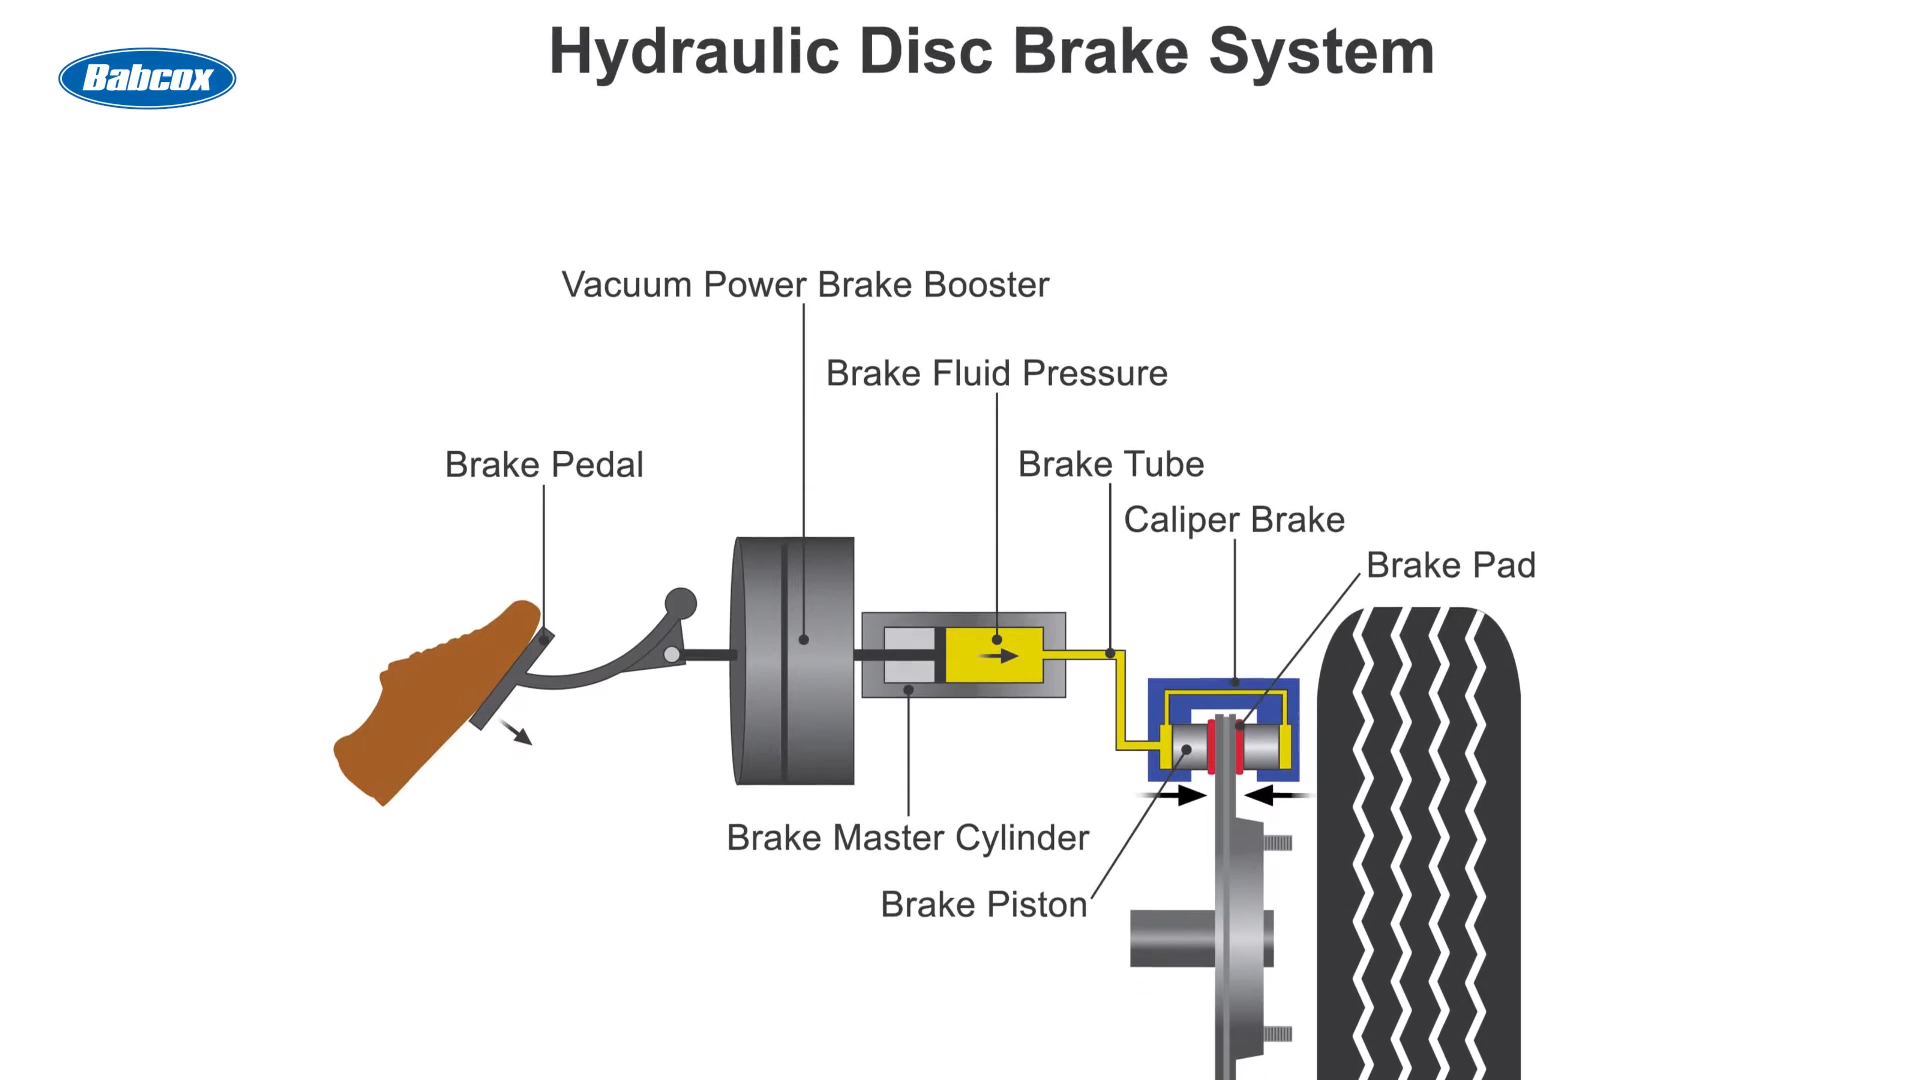 Hydraulic Disc Brake System
Babcox
Vacuum Power Brake Booster
Brake Fluid Pressure
Brake Pedal
Brake Tube
Caliper Brake
Brake Pad
Brake Master Cylinder
Brake Piston